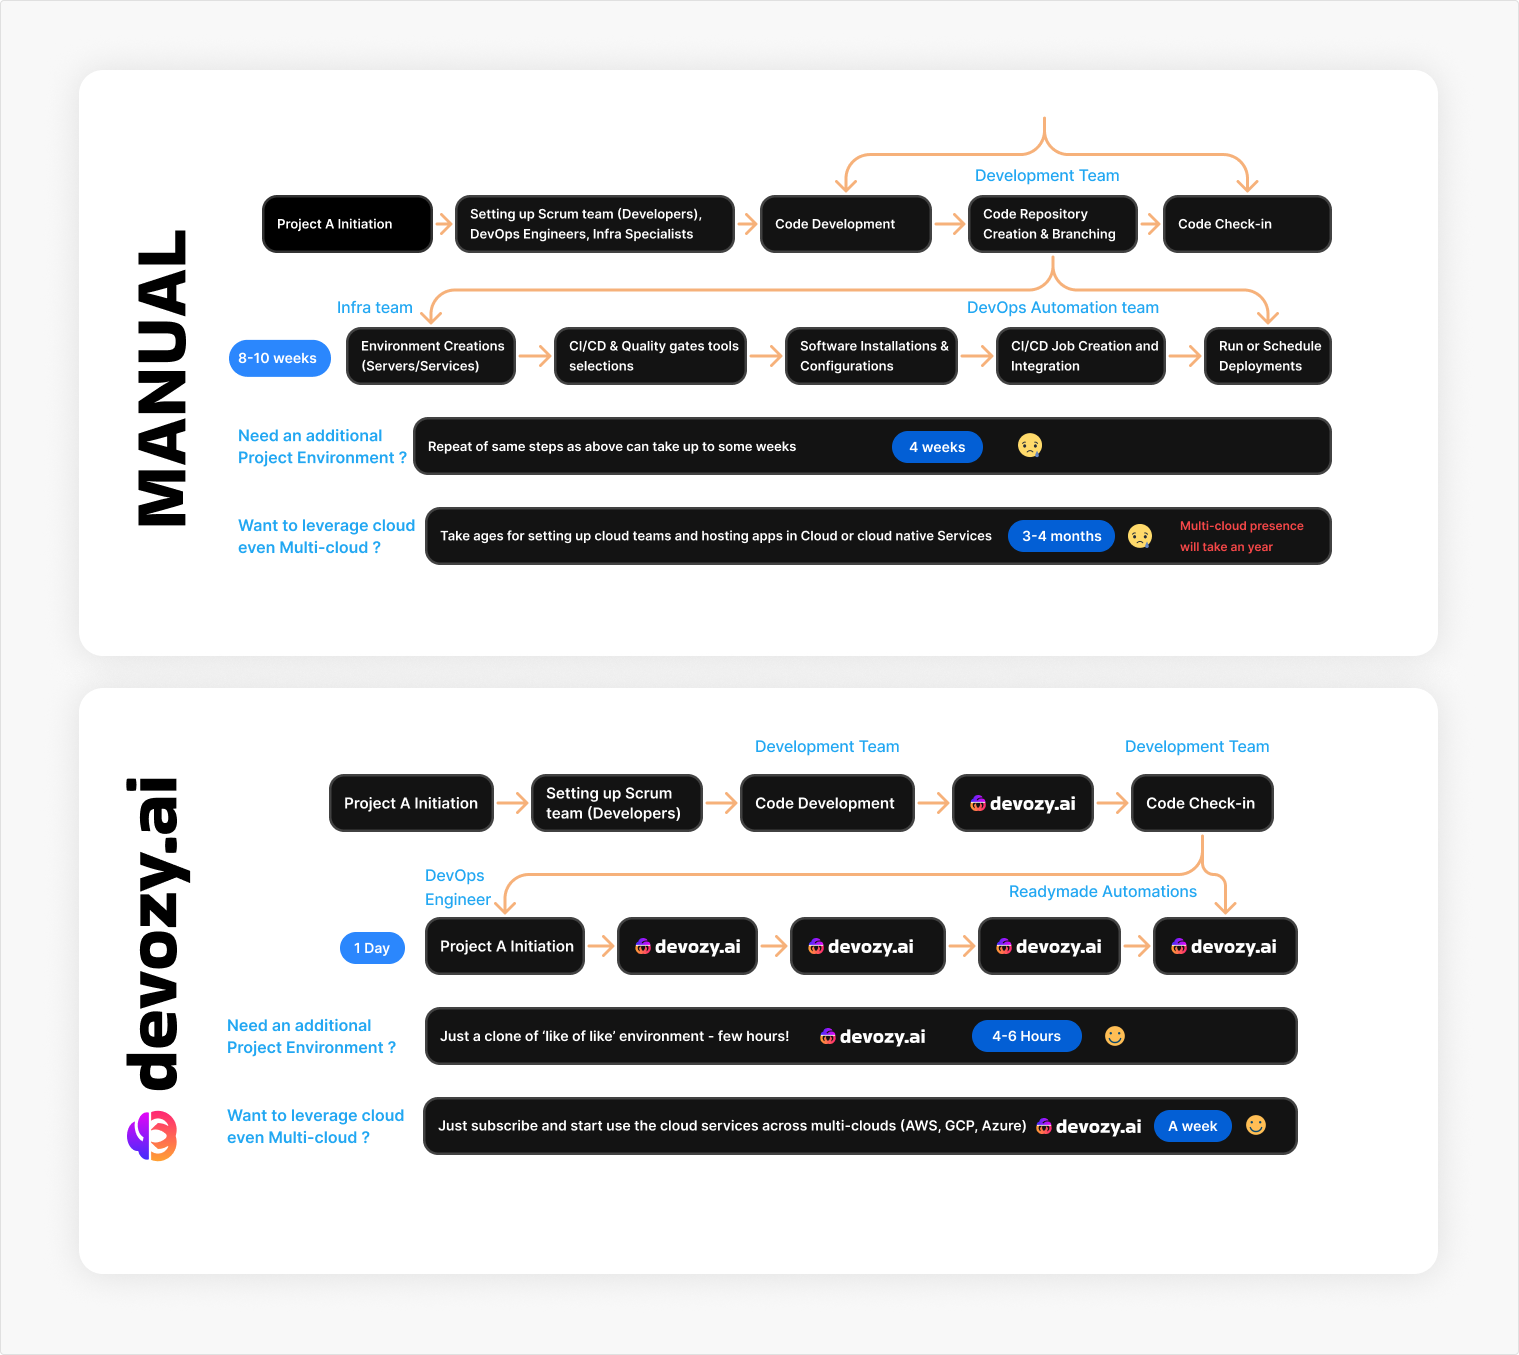 MANUAL
Development Team
Project A Initiation
Setting up Scrum team (Developers),
DevOps Engineers, Infra Specialists
Code Development
Code Repository
Creation & Branching
Code Check-in
Infra team
DevOps Automation team
8-10 weeks
Environment Creations
(Servers/Services)
CI/CD & Quality gates tools
selections
Software Installations &
Configurations
CI/CD Job Creation and
Integration
Run or Schedule
Deployments
Need an additional
Project Environment ?
Repeat of same steps as above can take up to some weeks
4 weeks
Want to leverage cloud
even Multi-cloud ?
Take ages for setting up cloud teams and hosting apps in Cloud or cloud native Services
3-4 months
Multi-cloud presence
will take an year
devozy.ai
Development Team
Development Team
Project A Initiation
Setting up Scrum
team (Developers)
Code Development
devozy.ai
Code Check-in
DevOps
Engineer
Readymade Automations
1 Day
Project A Initiation
devozy.ai
devozy.ai
devozy.ai
devozy.ai
Need an additional
Project Environment ?
Just a clone of ‘like of like’ environment - few hours!
devozy.ai
4-6 Hours
Want to leverage cloud
even Multi-cloud ?
Just subscribe and start use the cloud services across multi-clouds (AWS, GCP, Azure)
devozy.ai
A week